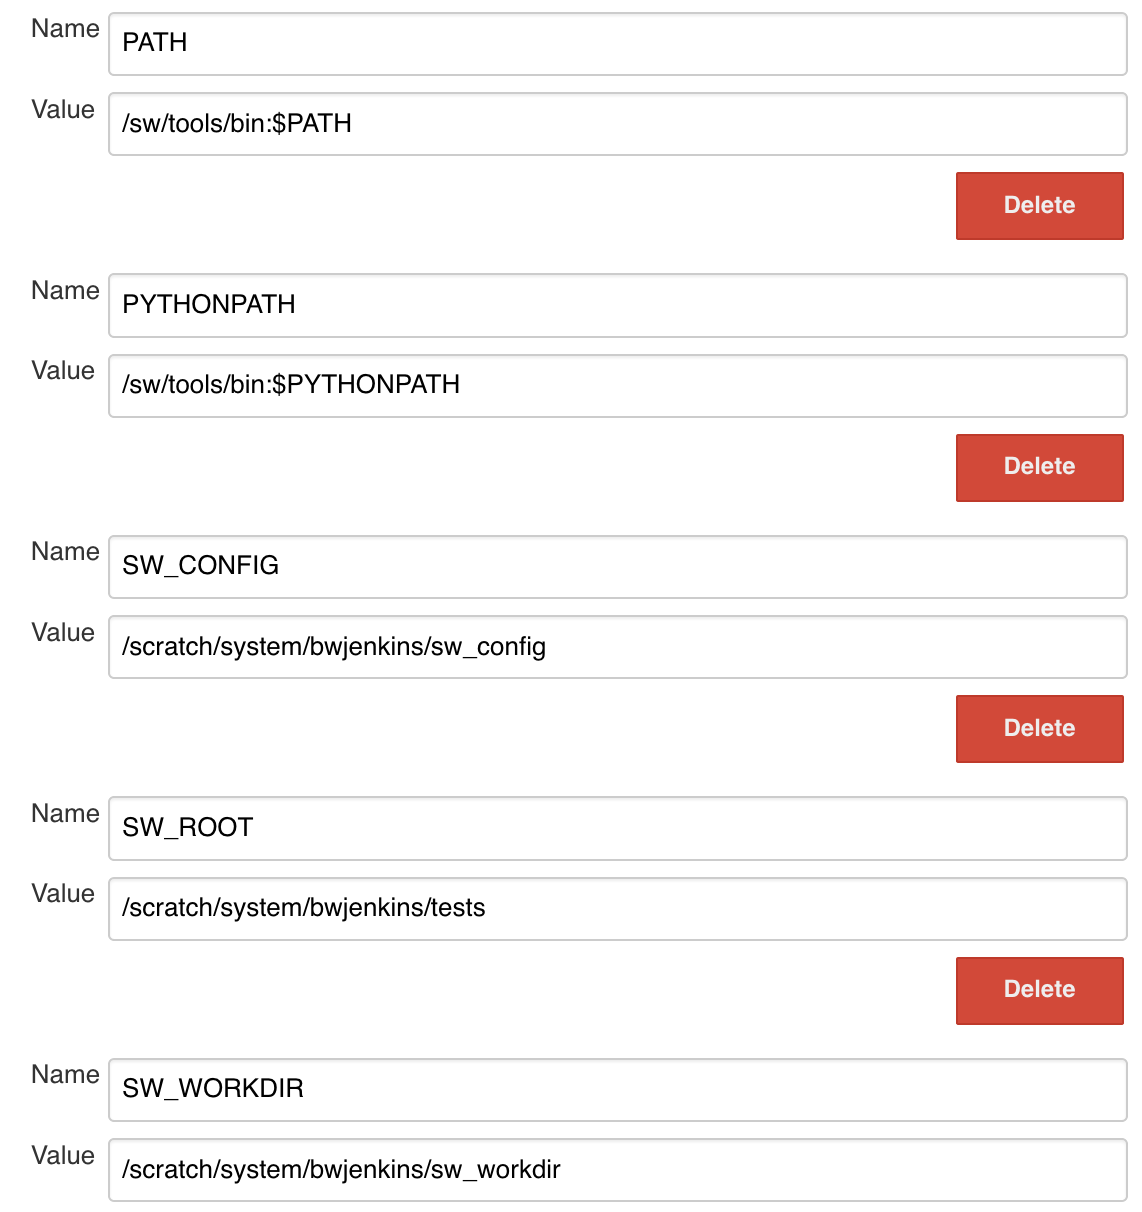 Name PATH
Value /sw/tools/bin:$PATH
Delete
Name PYTHONPATH
Value /sw/tools/bin:$PYTHONPATH
Delete
Name SW_CONFIG
Value /scratch/system/bwjenkins/sw_config
Delete
Name SW_ROOT
Value /scratch/system/bwjenkins/tests
Delete
Name SW_WORKDIR
Value /scratch/system/bwjenkins/sw_workdir